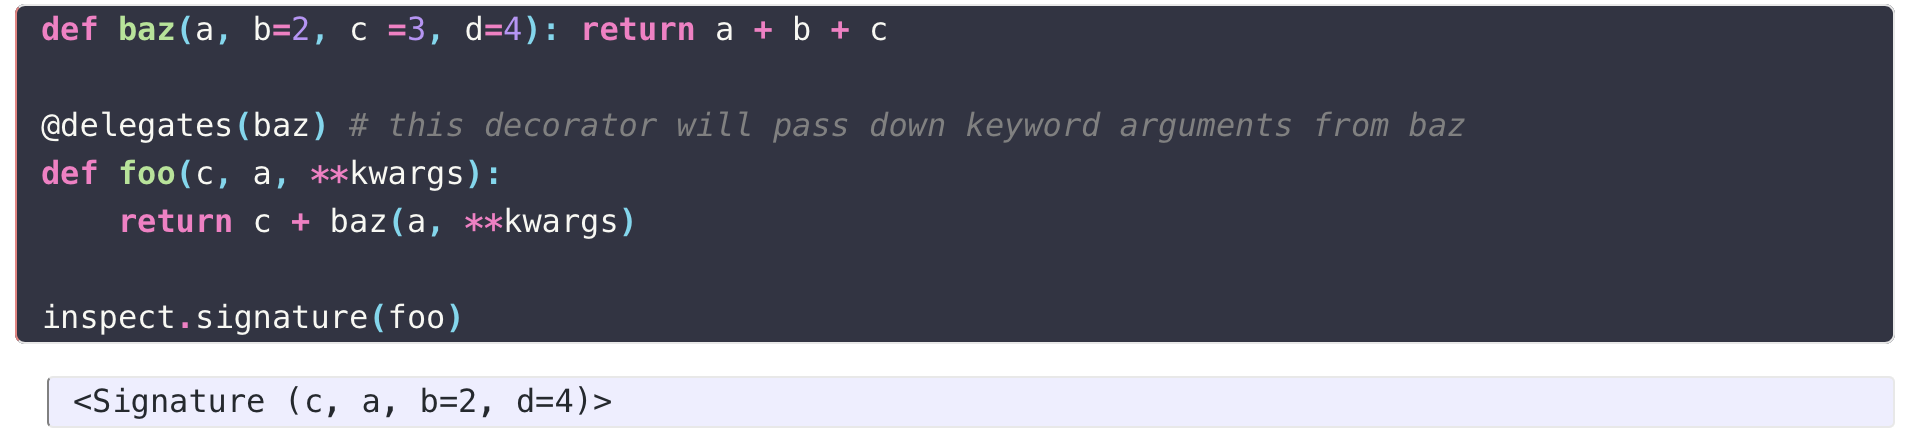 def baz(a, b=2, c =3, d=4): return a + b + c
@delegates(baz) # this decorator will pass down keyword arguments from baz
def foo(c, a, **kwargs):
    return c + baz(a, **kwargs)
inspect.signature(foo)
<Signature (c, a, b=2, d=4)>